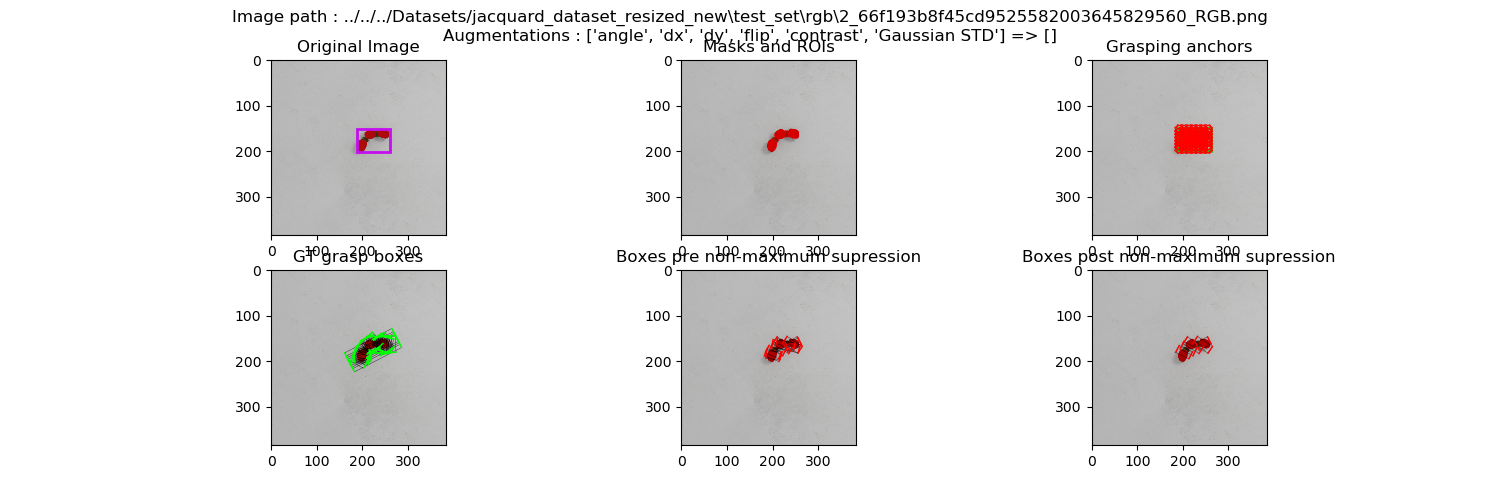 Image path : ../../../Datasets/jacquard_dataset_resized_new\test_set\rgb\2_66f193b8f45cd9525582003645829560_RGB.png
Augmentations : ['angle', 'dx', 'dy', 'flip', 'contrast', 'Gaussian STD'] => []
Original Image
0
100
200
300
0 100 200 300
Masks and ROIs
0
100
200
300
0 100 200 300
Grasping anchors
0
100
200
300
0 100 200 300
GT grasp boxes
0
100
200
300
0 100 200 300
Boxes pre non-maximum supression
0
100
200
300
0 100 200 300
Boxes post non-maximum supression
0
100
200
300
0 100 200 300